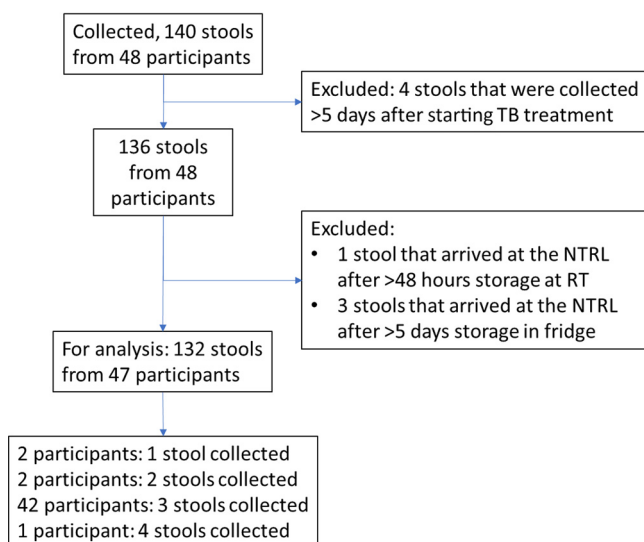 Collected, 140 stools
from 48 participants
Excluded: 4 stools that were collected
>5 days after starting TB treatment
136 stools
from 48
participants
Excluded:
• 1 stool that arrived at the NTRL
after >48 hours storage at RT
• 3 stools that arrived at the NTRL
after >5 days storage in fridge
For analysis: 132 stools
from 47 participants
2 participants: 1 stool collected
2 participants: 2 stools collected
42 participants: 3 stools collected
1 participant: 4 stools collected